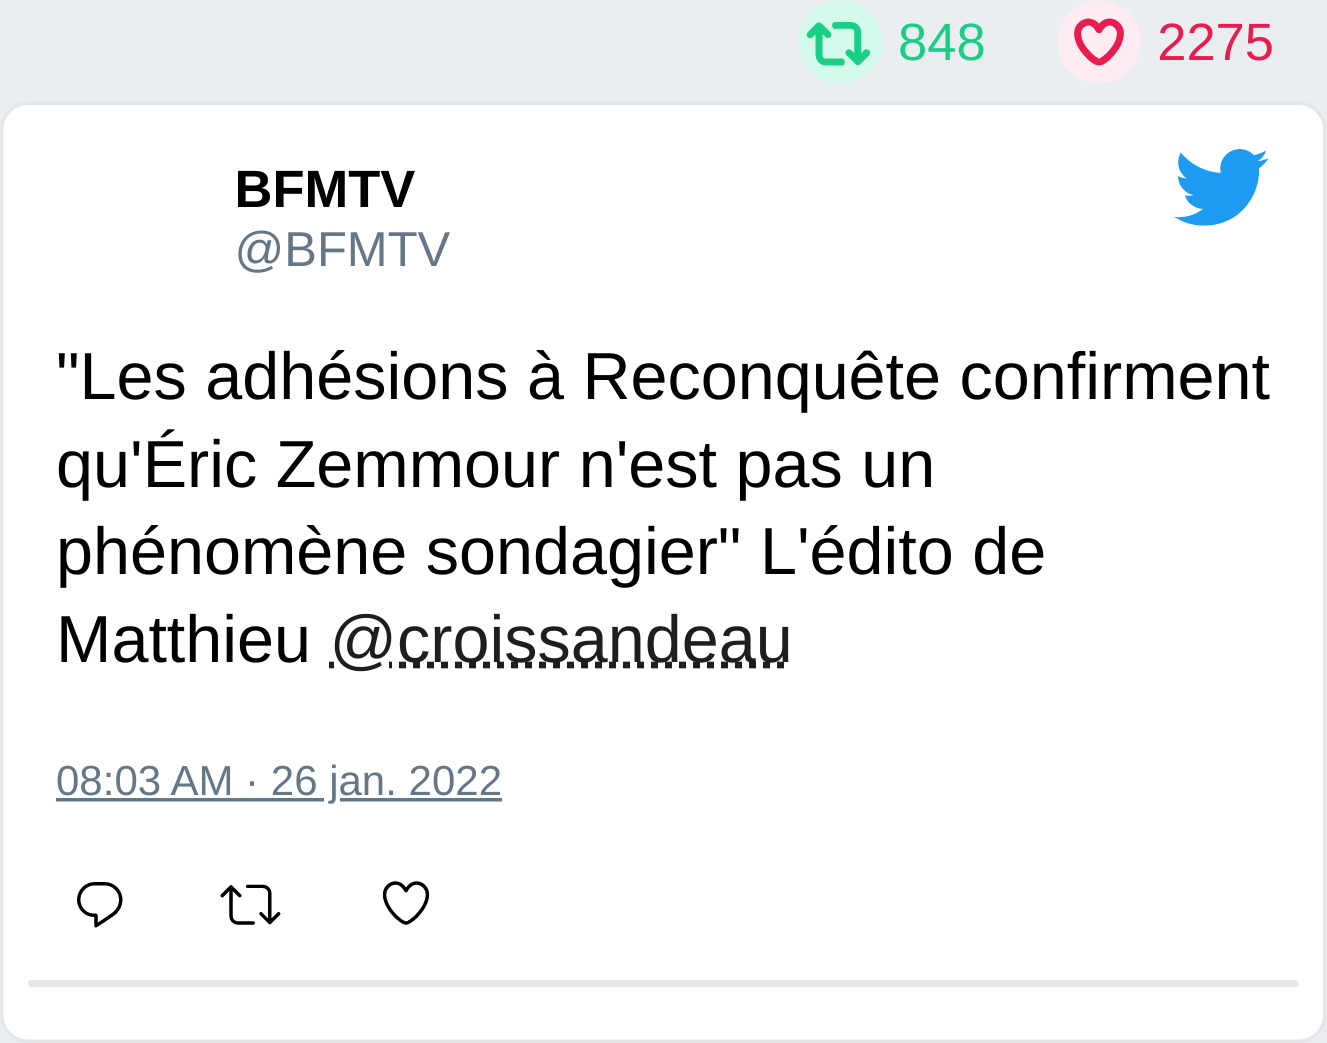 848 2275
BFMTV
@BFMTV
"Les adhésions à Reconquête confirment
qu'Éric Zemmour n'est pas un
phénomène sondagier" L'édito de
Matthieu @croissandeau
08:03 AM · 26 jan. 2022